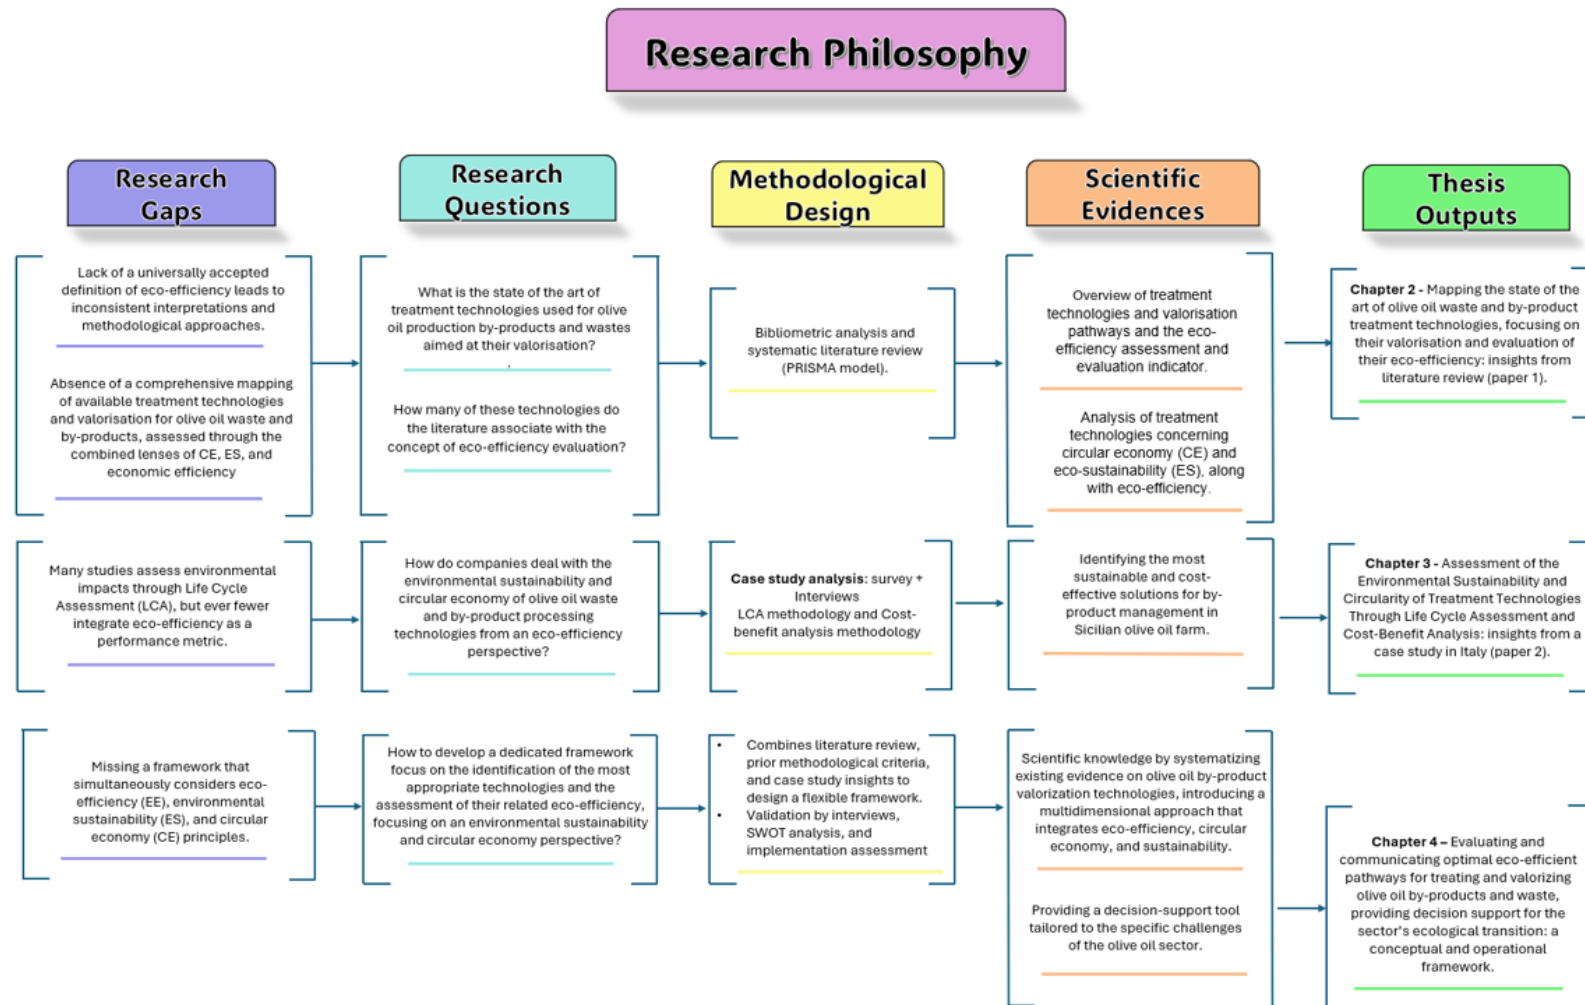 Research Philosophy
Research
Gaps
Research
Questions
Methodological
Design
Scientific
Evidences
Thesis
Outputs
Lack of a universally accepted
definition of eco-efficiency leads to
inconsistent interpretations and
methodological approaches.
Absence of a comprehensive mapping
of available treatment technologies
and valorisation for olive oil waste and
by-products, assessed through the
combined lenses of CE, ES, and
economic efficiency
What is the state of the art of
treatment technologies used for olive
oil production by-products and wastes
aimed at their valorisation?
.
How many of these technologies do
the literature associate with the
concept of eco-efficiency evaluation?
Bibliometric analysis and
systematic literature review
(PRISMA model).
Overview of treatment
technologies and valorisation
pathways and the eco-
efficiency assessment and
evaluation indicator.
Analysis of treatment
technologies concerning
circular economy (CE) and
eco-sustainability (ES), along
with eco-efficiency.
Chapter 2 - Mapping the state of the
art of olive oil waste and by-product
treatment technologies, focusing on
their valorisation and evaluation of
their eco-efficiency: insights from
literature review (paper 1).
Many studies assess environmental
impacts through Life Cycle
Assessment (LCA), but ever fewer
integrate eco-efficiency as a
performance metric.
How do companies deal with the
environmental sustainability and
circular economy of olive oil waste
and by-product processing
technologies from an eco-efficiency
perspective?
Case study analysis: survey +
Interviews
LCA methodology and Cost-
benefit analysis methodology
Identifying the most
sustainable and cost-
effective solutions for by-
product management in
Sicilian olive oil farm.
Chapter 3 - Assessment of the
Environmental Sustainability and
Circularity of Treatment Technologies
Through Life Cycle Assessment and
Cost-Benefit Analysis: insights from a
case study in Italy (paper 2).
Missing a framework that
simultaneously considers eco-
efficiency (EE), environmental
sustainability (ES), and circular
economy (CE) principles.
How to develop a dedicated framework
focus on the identification of the most
appropriate technologies and the
assessment of their related eco-efficiency,
focusing on an environmental sustainability
and circular economy perspective?
• Combines literature review,
prior methodological criteria,
and case study insights to
design a flexible framework.
• Validation by interviews,
SWOT analysis, and
implementation assessment
Scientific knowledge by systematizing
existing evidence on olive oil by-product
valorization technologies, introducing a
multidimensional approach that
integrates eco-efficiency, circular
economy, and sustainability.
Providing a decision-support tool
tailored to the specific challenges
of the olive oil sector.
Chapter 4 – Evaluating and
communicating optimal eco-efficient
pathways for treating and valorizing
olive oil by-products and waste,
providing decision support for the
sector's ecological transition: a
conceptual and operational
framework.